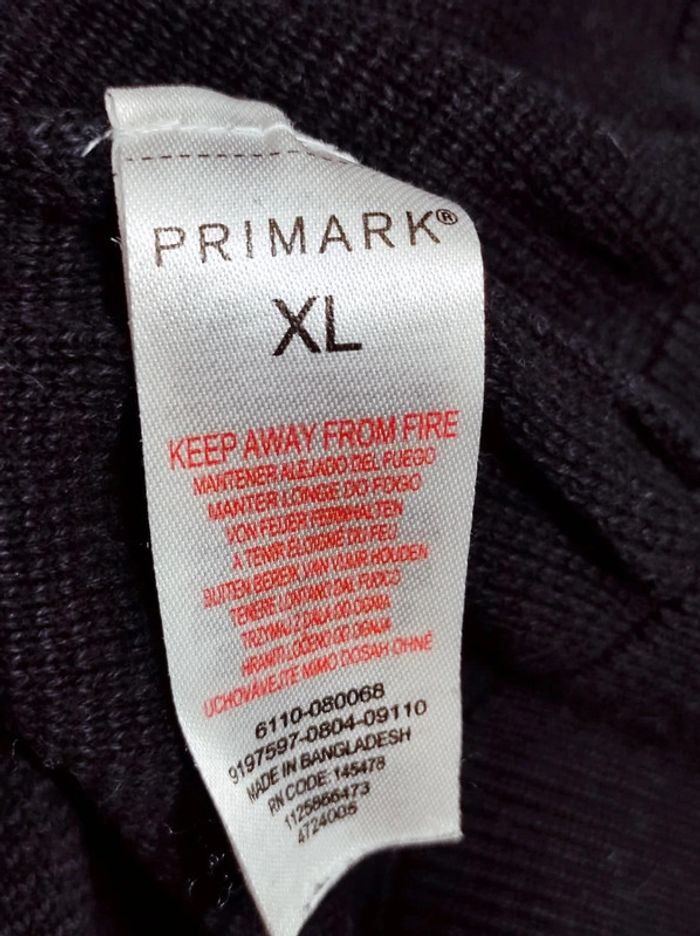 PRIMARK®
XL
KEEP AWAY FROM FIRE
MANTENER ALEJADO DEL FUEGO
MANTER LONGE DO FOGO
VON FEUER FERNHALTEN
À TENIR ÉLOIGNÉ DU FEU
BUITEN BEREIK VAN VUUR HOUDEN
TENERE LONTANO DAL FUOCO
TRZYMAJ Z DALA OD OGNIA
HRANITI LOČENO OD OGNJA
UCHOVÁVEJTE MIMO DOSAH OHNĚ
6110-080068
9197597-0804-09110
MADE IN BANGLADESH
RN CODE: 145478
1125866473
4724005